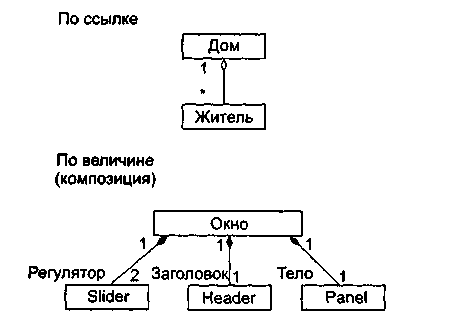 По ссылке
Дом
1
*
Житель
По величине
(композиция)
Окно
1 1 1
Регулятор 2 Заголовок 1 Тело 1
Slider Header Panel